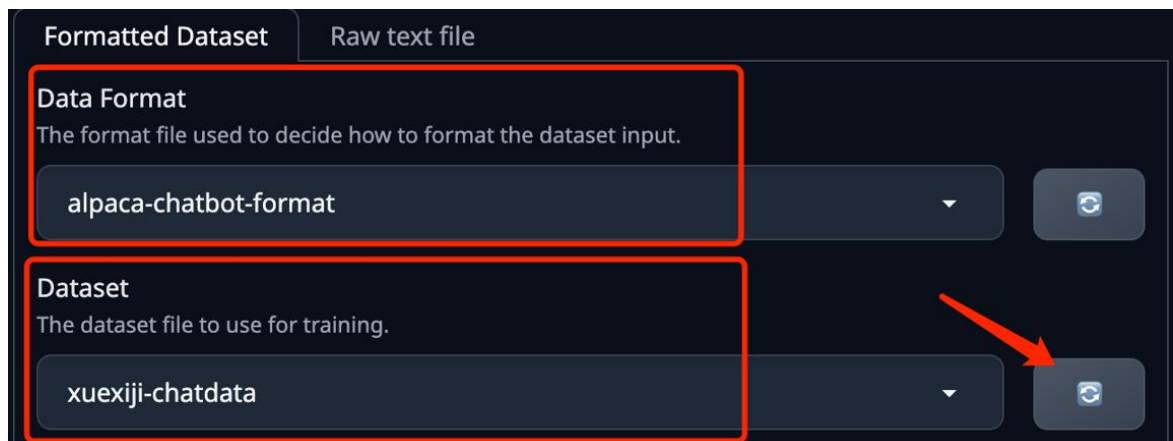 Formatted Dataset Raw text file
Data Format
The format file used to decide how to format the dataset input.
alpaca-chatbot-format
Dataset
The dataset file to use for training.
xuexiji-chatdata